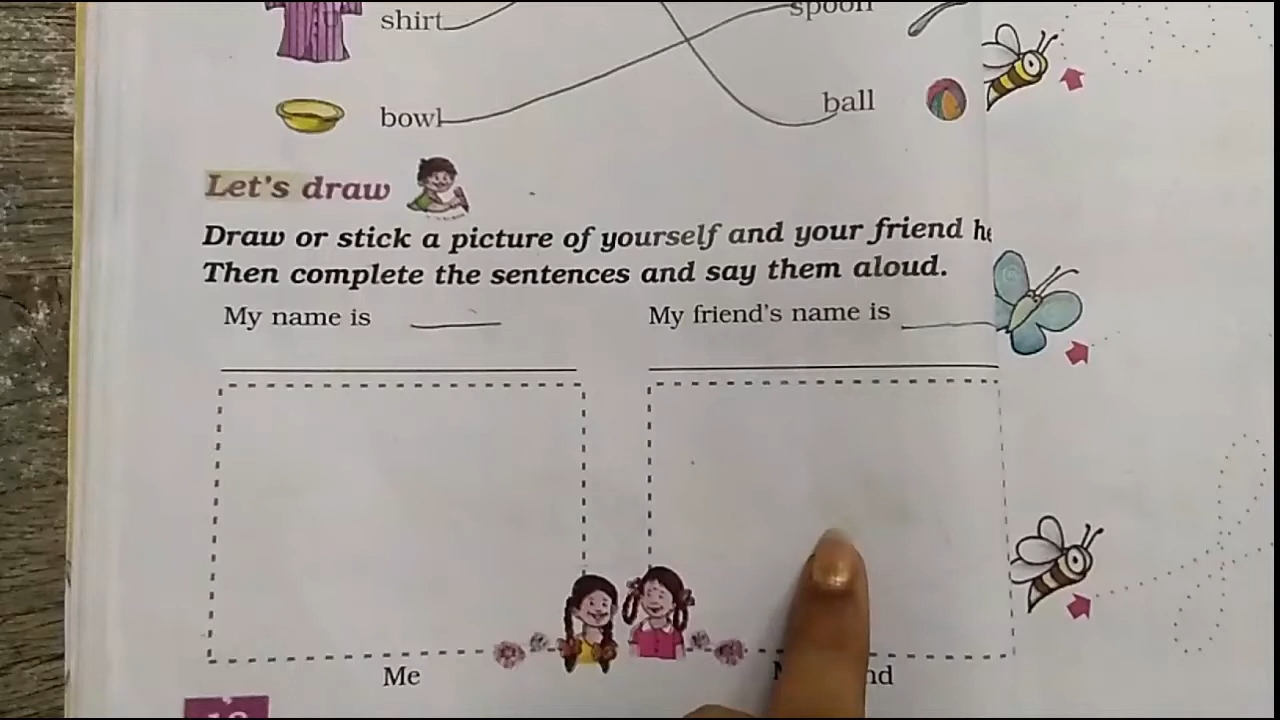 shirt
spoon
bowl
ball
Let's draw
Draw or stick a picture of yourself and your friend
Then complete the sentences and say them aloud.
My name is
My friend's name is
Me